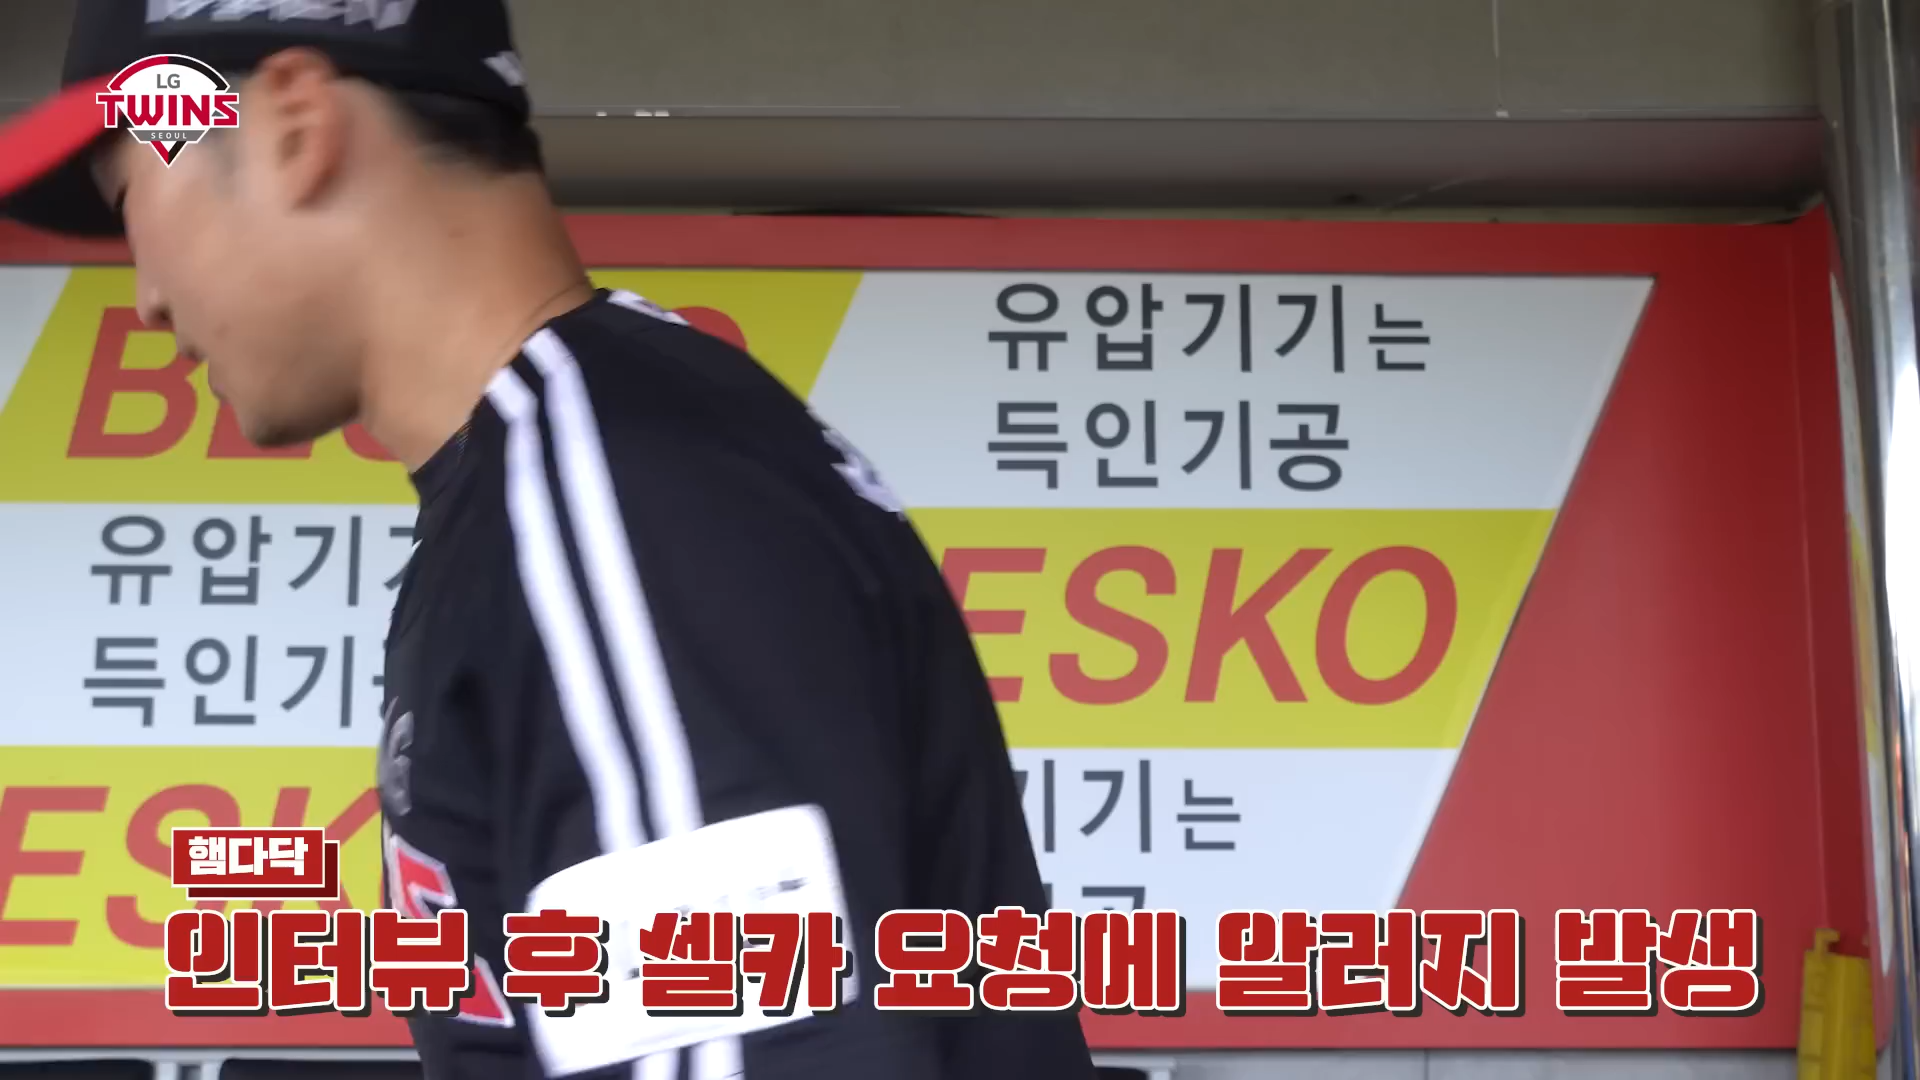 LG
TWINS
SEOUL
유압기기는
득인기공
ESKO
유압기
득인기
기기는
ESK
햄다닥
인터뷰 후 셀카 요청에 알러지 발생